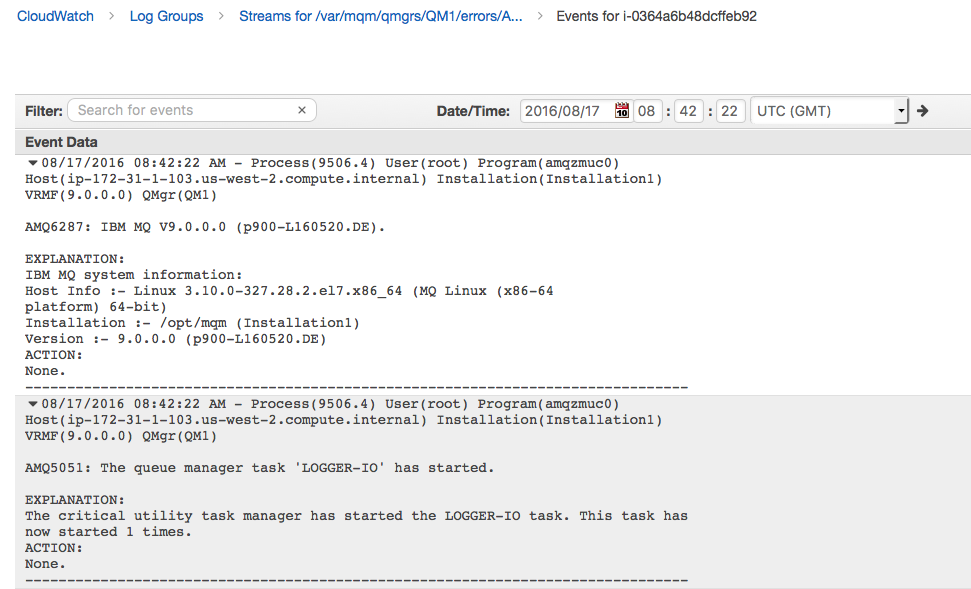 CloudWatch > Log Groups > Streams for /var/mqm/qmgrs/QM1/errors/A... > Events for i-0364a6b48dcffeb92
Filter: Search for events × Date/Time: 2016/08/17 10 08 : 42 : 22 UTC (GMT)
Event Data
08/17/2016 08:42:22 AM - Process(9506.4) User(root) Program(amqzmuc0)
Host(ip-172-31-1-103.us-west-2.compute.internal) Installation(Installation1)
VRMF(9.0.0.0) QMgr(QM1)
AMQ6287: IBM MQ V9.0.0.0 (p900-L160520.DE).
EXPLANATION:
IBM MQ system information:
Host Info :- Linux 3.10.0-327.28.2.el7.x86_64 (MQ Linux (x86-64
platform) 64-bit)
Installation :- /opt/mqm (Installation1)
Version :- 9.0.0.0 (p900-L160520.DE)
ACTION:
None.
--------------------------------------------------------------------------------
08/17/2016 08:42:22 AM - Process(9506.4) User(root) Program(amqzmuc0)
Host(ip-172-31-1-103.us-west-2.compute.internal) Installation(Installation1)
VRMF(9.0.0.0) QMgr(QM1)
AMQ5051: The queue manager task 'LOGGER-IO' has started.
EXPLANATION:
The critical utility task manager has started the LOGGER-IO task. This task has
now started 1 times.
ACTION:
None.
--------------------------------------------------------------------------------